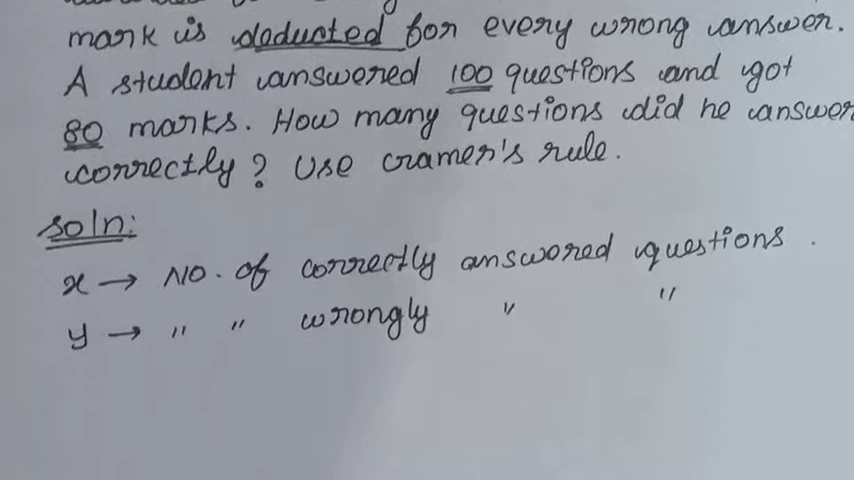 mark is deducted for every wrong answer.
A student answered 100 questions and got
80 marks. How many questions did he answer
correctly? Use cramer's rule.
soln:
x → No. of correctly answered questions.
y → " " wrongly " "